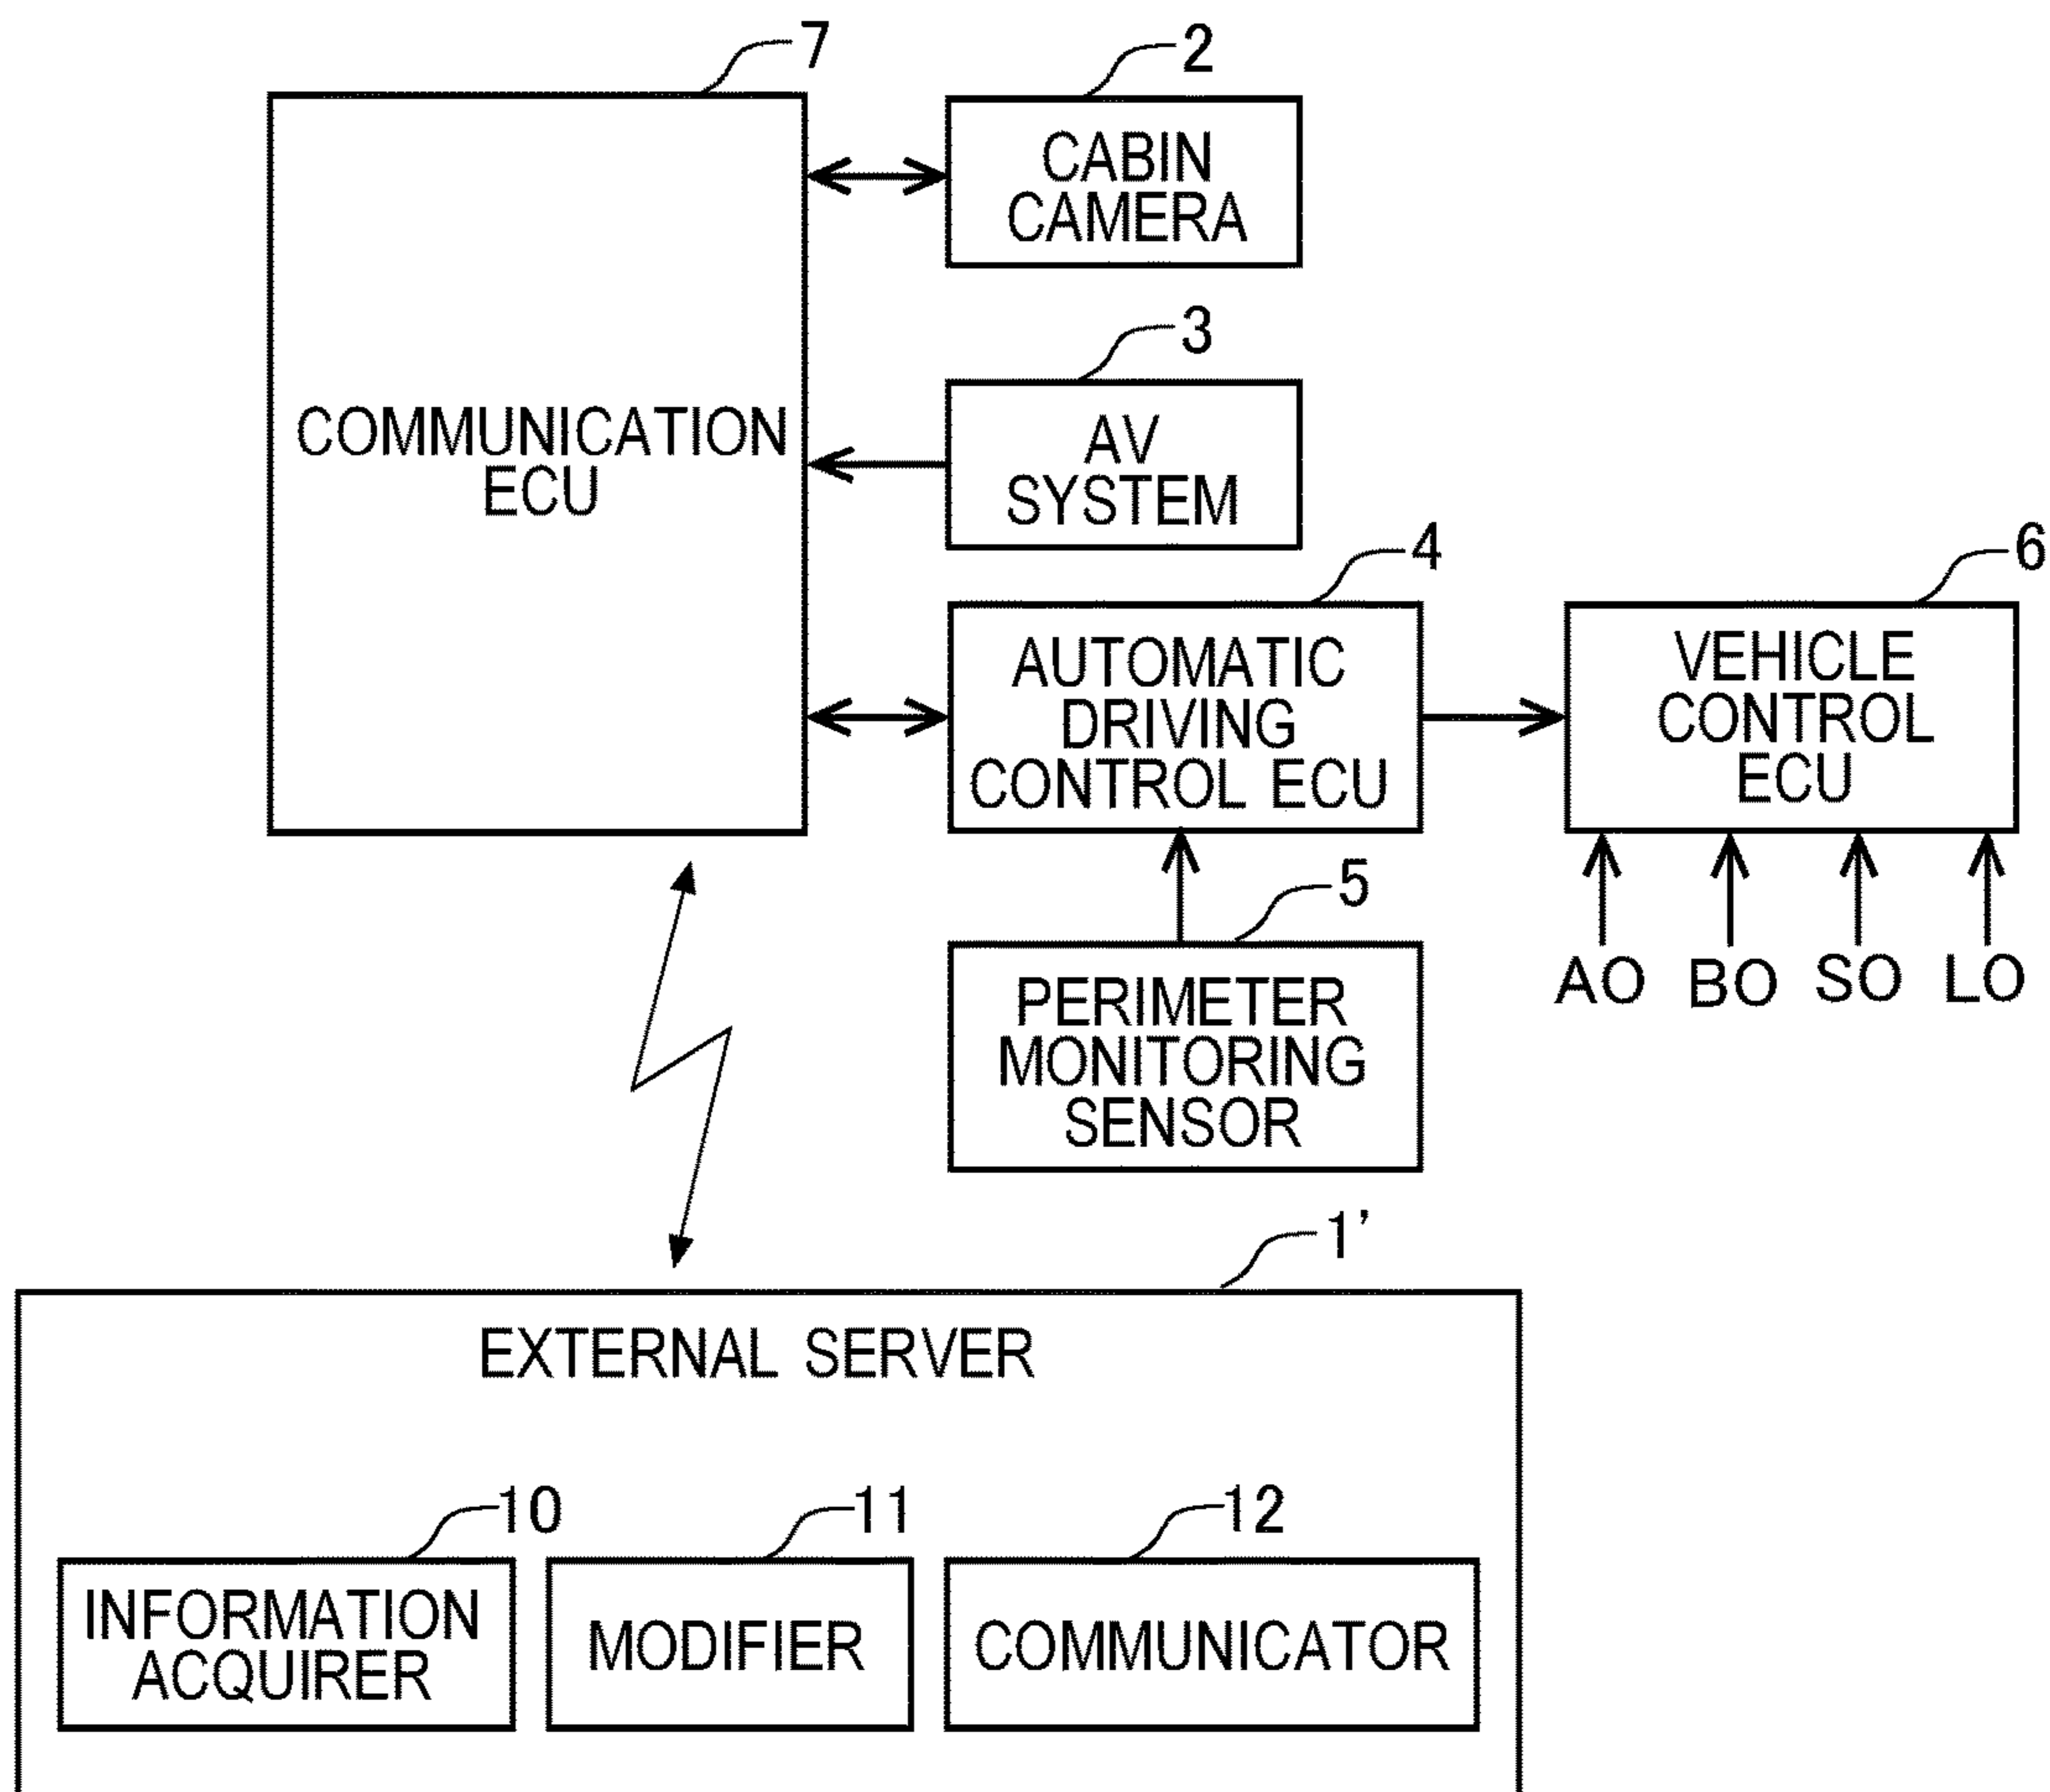 7
2
CABIN
CAMERA
3
COMMUNICATION
ECU
AV
SYSTEM
4
6
AUTOMATIC
DRIVING
CONTROL ECU
VEHICLE
CONTROL
ECU
5
AO BO SO LO
PERIMETER
MONITORING
SENSOR
1'
EXTERNAL SERVER
10
11
12
INFORMATION
ACQUIRER
MODIFIER
COMMUNICATOR